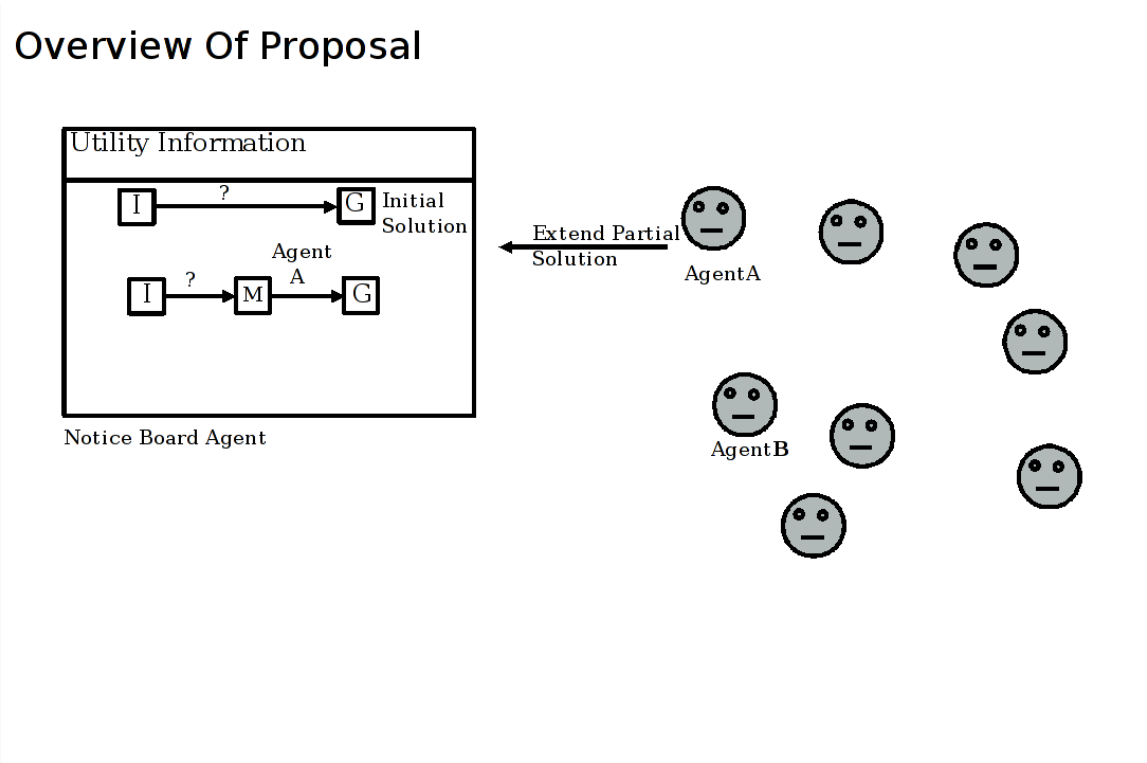 Overview Of Proposal
Utility Information
?
I
G
Initial
Solution
Agent
A
?
I
M
G
Notice Board Agent
Extend Partial
Solution
AgentA
AgentB